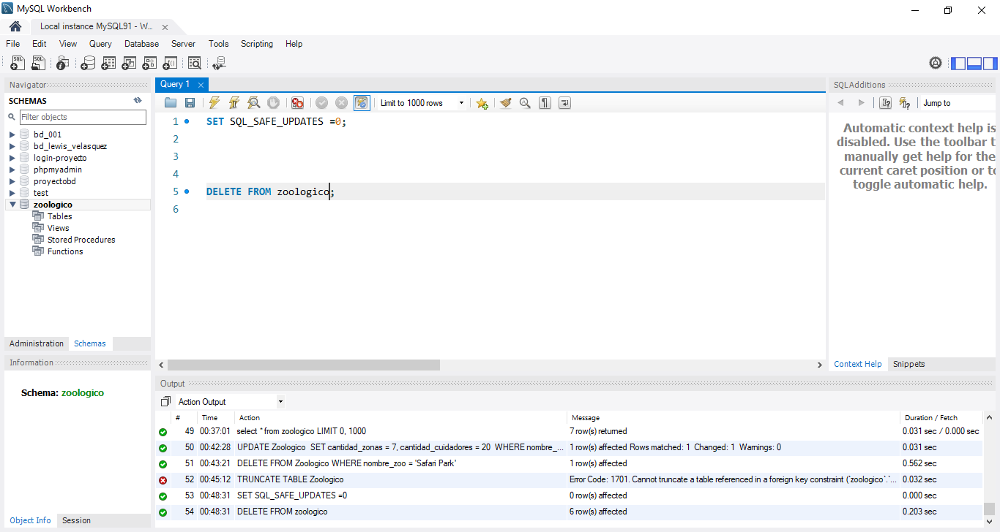 MySQL Workbench
Local instance MySQL91 - W... ×
File Edit View Query Database Server Tools Scripting Help
Navigator
SCHEMAS
Filter objects
bd_001
bd_lewis_velasquez
login-proyecto
phpmyadmin
proyectobd
test
zoologico
Tables
Views
Stored Procedures
Functions
Administration Schemas
Information
Schema: zoologico
Object Info Session
Query 1 ×
Limit to 1000 rows
1 SET SQL_SAFE_UPDATES =0;
2
3
4
5 DELETE FROM zoologico;
6
SQLAdditions
Jump to
Automatic context help is
disabled. Use the toolbar t
manually get help for the
current caret position or to
toggle automatic help.
Context Help Snippets
Output
Action Output
# Time Action Message Duration / Fetch
49 00:37:01 select * from zoologico LIMIT 0, 1000 7 row(s) returned 0.031 sec / 0.000 sec
50 00:42:28 UPDATE Zoologico SET cantidad_zonas = 7, cantidad_cuidadores = 20 WHERE nombre_... 1 row(s) affected Rows matched: 1 Changed: 1 Warnings: 0 0.031 sec
51 00:43:21 DELETE FROM Zoologico WHERE nombre_zoo = 'Safari Park' 1 row(s) affected 0.562 sec
52 00:45:12 TRUNCATE TABLE Zoologico Error Code: 1701. Cannot truncate a table referenced in a foreign key constraint (`zoologico`.`... 0.032 sec
53 00:48:31 SET SQL_SAFE_UPDATES =0 0 row(s) affected 0.000 sec
54 00:48:31 DELETE FROM zoologico 6 row(s) affected 0.203 sec